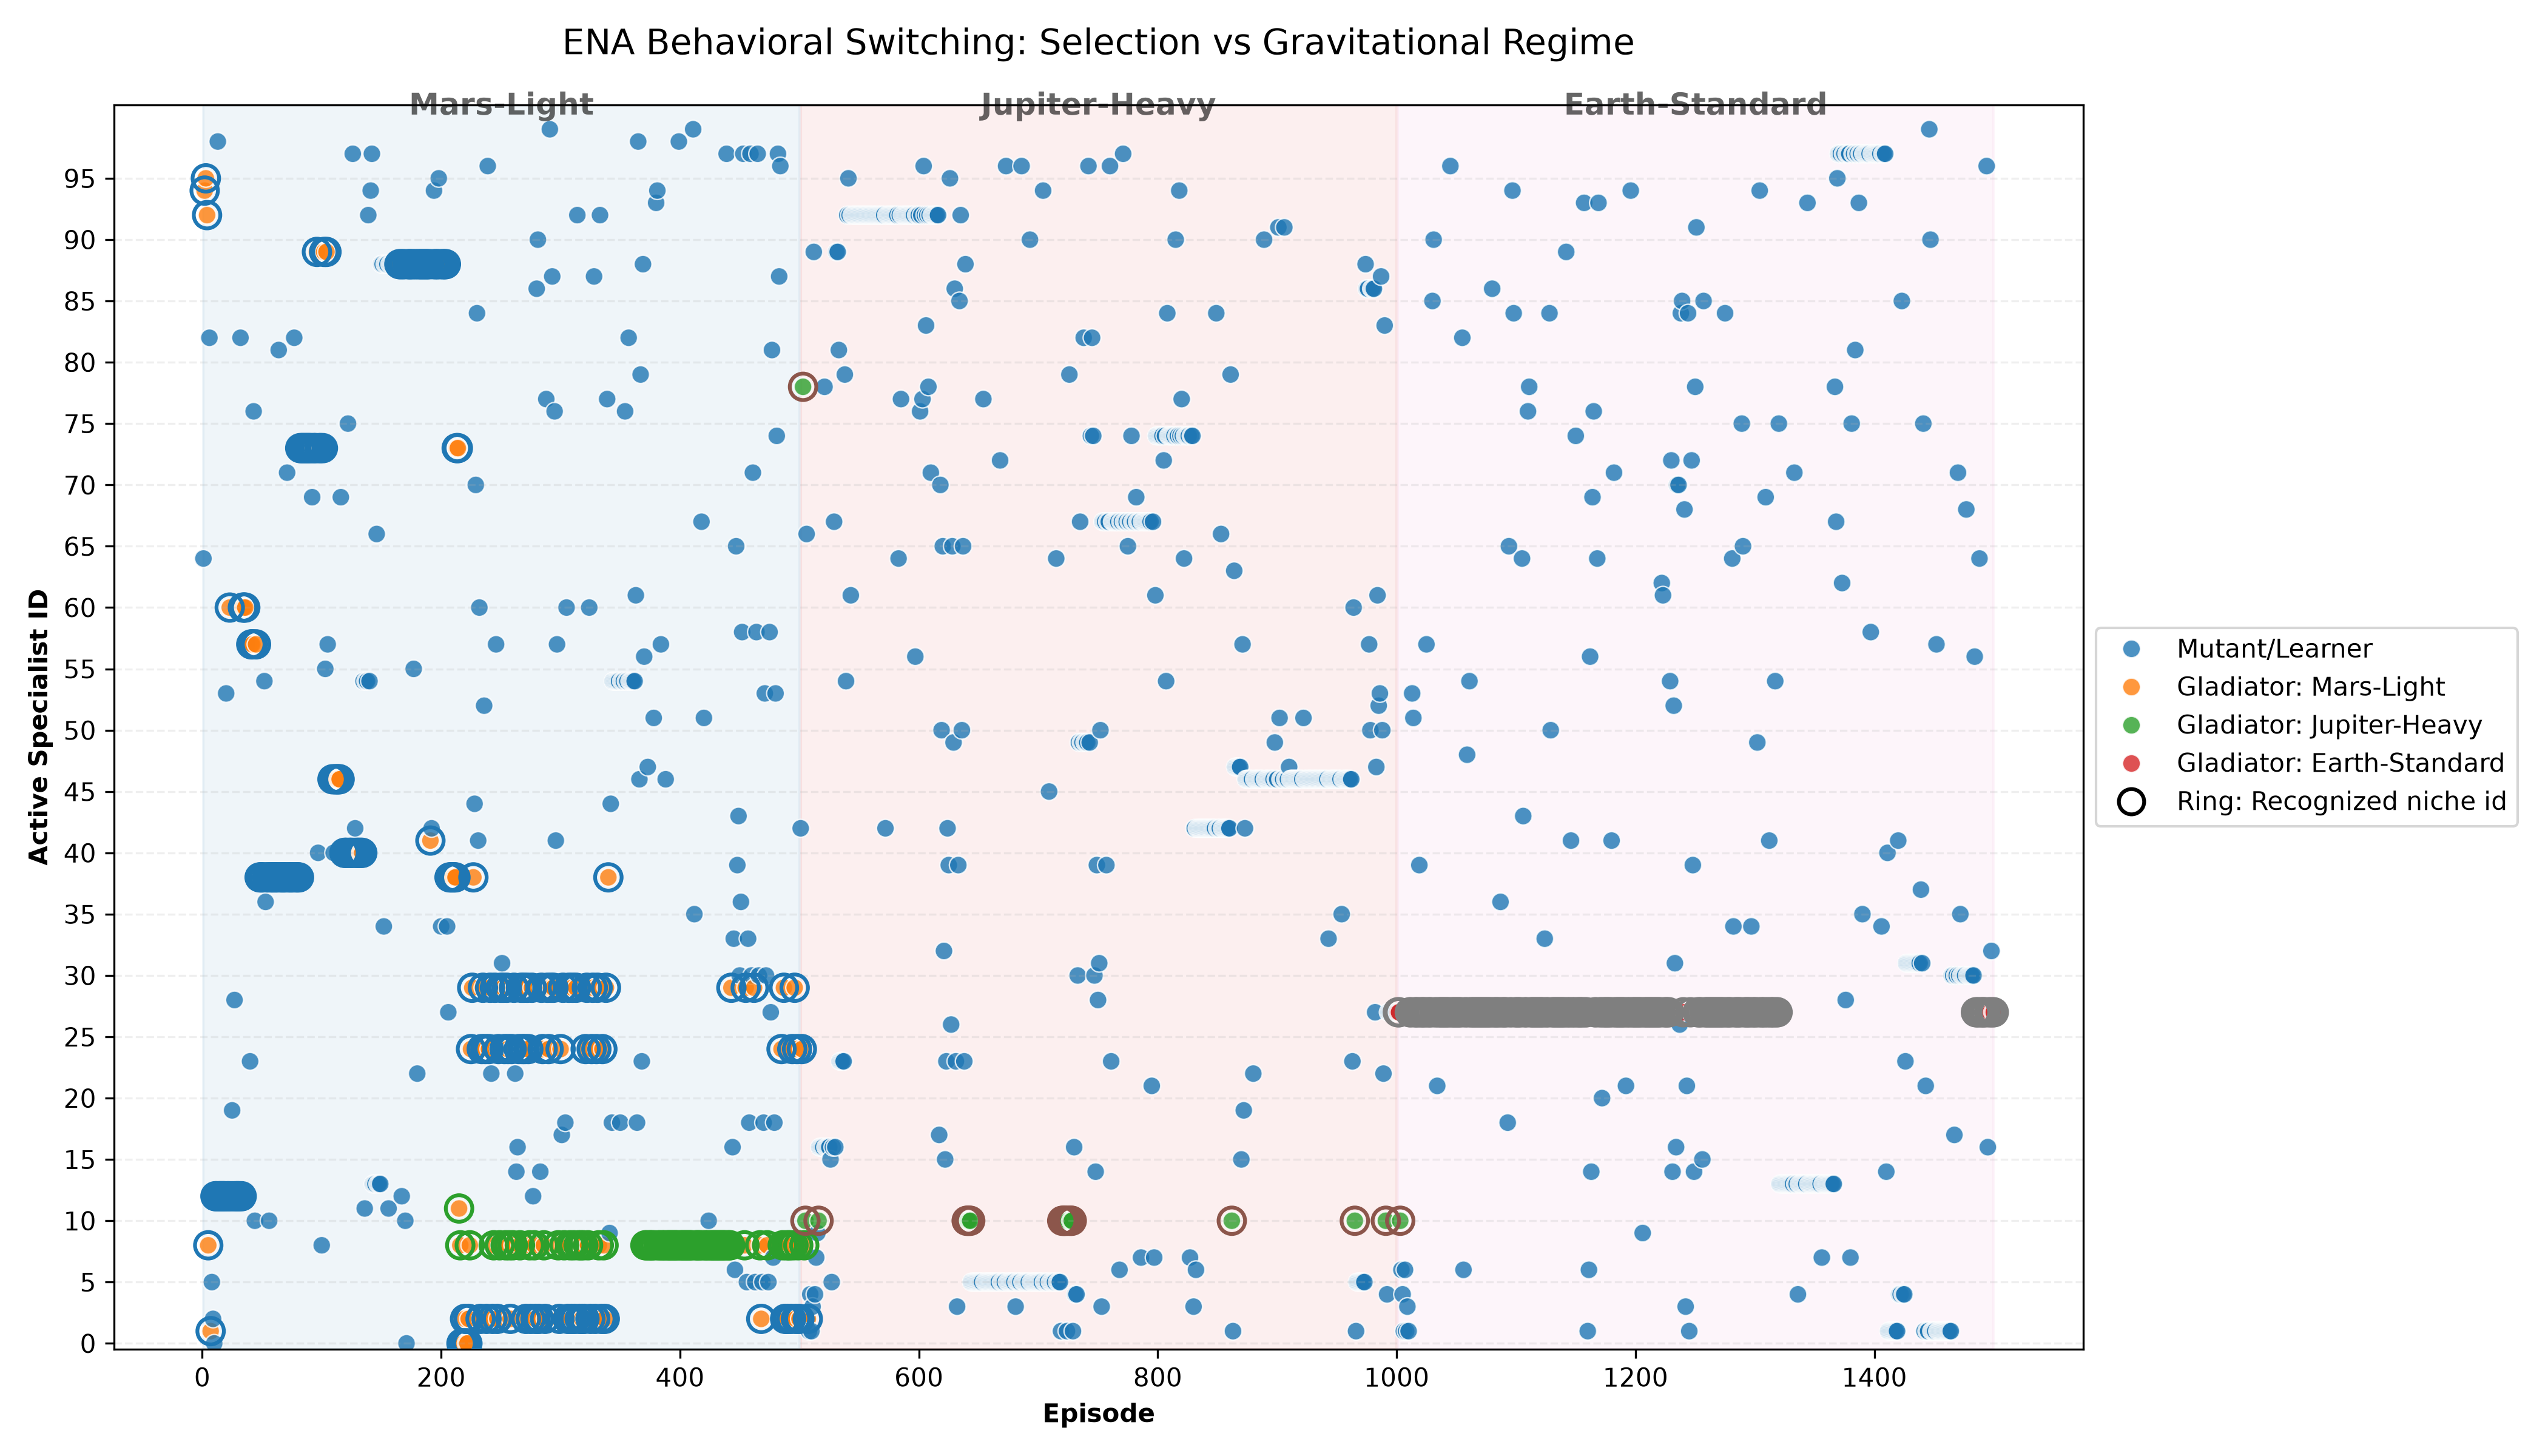 ENA Behavioral Switching: Selection vs Gravitational Regime
Mars-Light
Jupiter-Heavy
Earth-Standard
Active Specialist ID
95
90
85
80
75
70
65
60
55
50
45
40
35
30
25
20
15
10
5
0
0
200
400
600
800
1000
1200
1400
Episode
Mutant/Learner
Gladiator: Mars-Light
Gladiator: Jupiter-Heavy
Gladiator: Earth-Standard
Ring: Recognized niche id